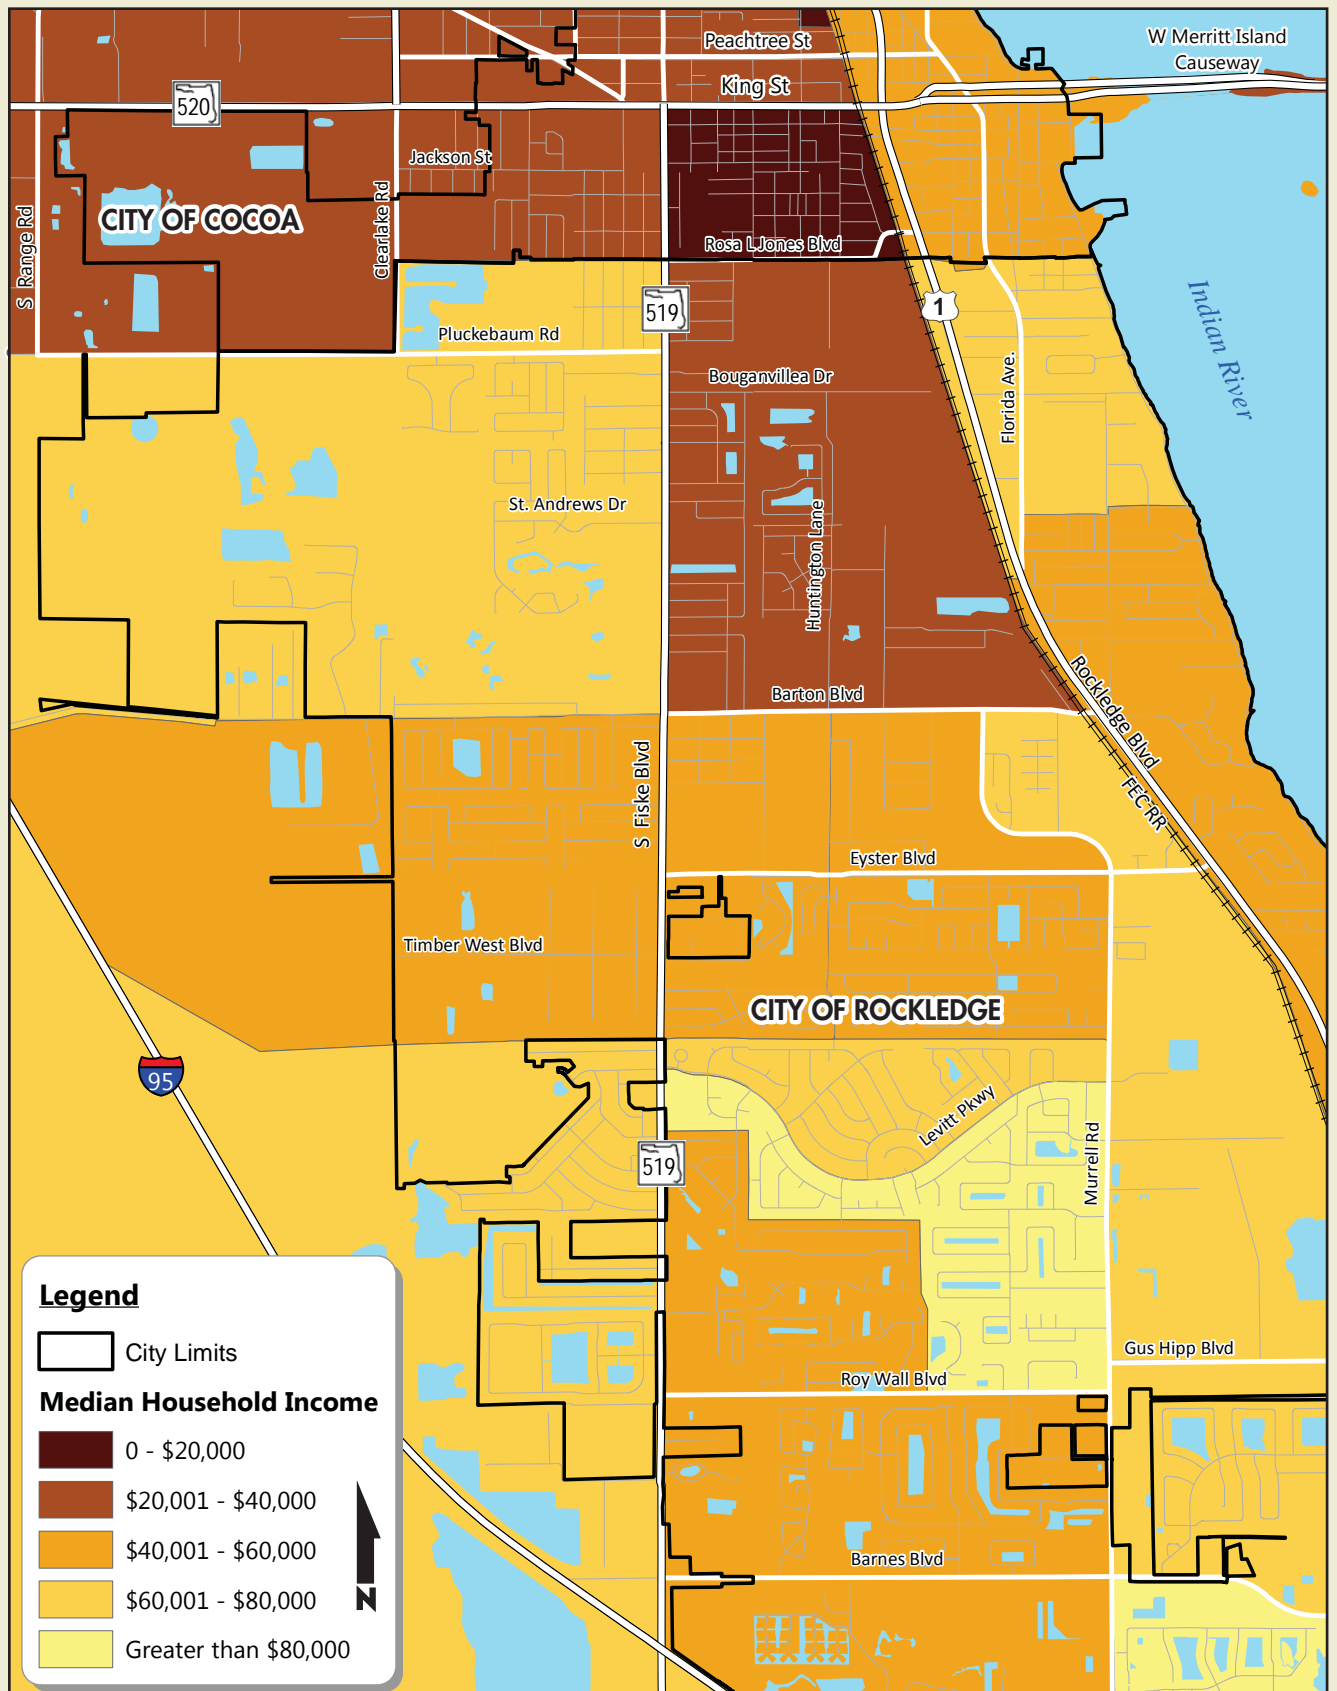 Peachtree St
W Merritt Island
Causeway
King St
520
Jackson St
CITY OF COCOA
S Range Rd
Clearlake Rd
Rosa L Jones Blvd
519
1
Indian River
Pluckebaum Rd
Bouganvillea Dr
Florida Ave.
St. Andrews Dr
Huntington Lane
Barton Blvd
Rockledge Blvd
S Fiske Blvd
FEC RR
Eyster Blvd
Timber West Blvd
CITY OF ROCKLEDGE
95
Levitt Pkwy
519
Murrell Rd
Gus Hipp Blvd
Roy Wall Blvd
Barnes Blvd
Legend
City Limits
Median Household Income
0 - $20,000
$20,001 - $40,000
$40,001 - $60,000
$60,001 - $80,000
Greater than $80,000
N